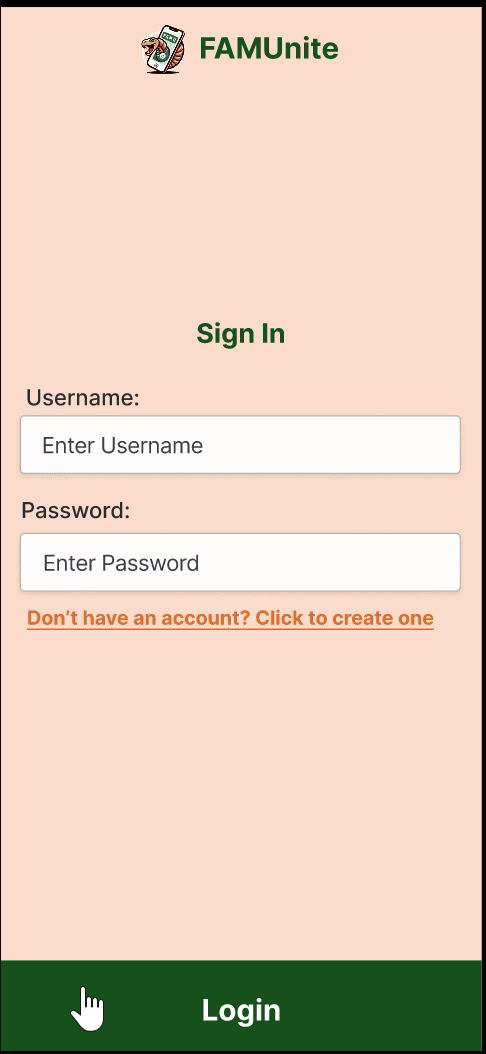 FAMUnite
Sign In
Username:
Enter Username
Password:
Enter Password
Don't have an account? Click to create one
Login